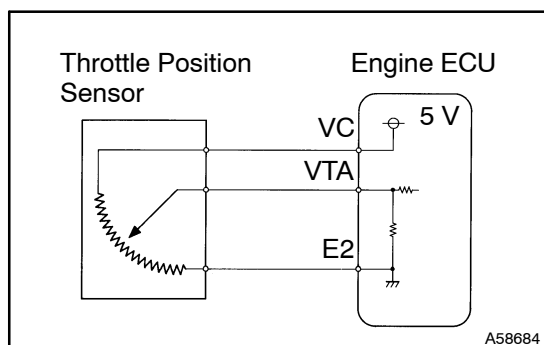 Throttle Position
Sensor
Engine ECU
VC
5 V
VTA
E2
A58684